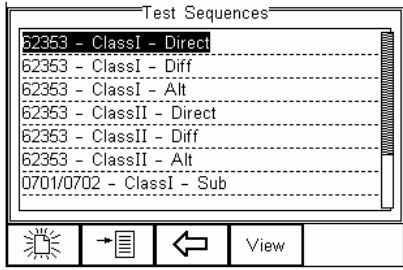 Test Sequences
62353 - ClassI - Direct
62353 - ClassI - Diff
62353 - ClassI - Alt
62353 - ClassII - Direct
62353 - ClassII - Diff
62353 - ClassII - Alt
0701/0702 - ClassI - Sub
View